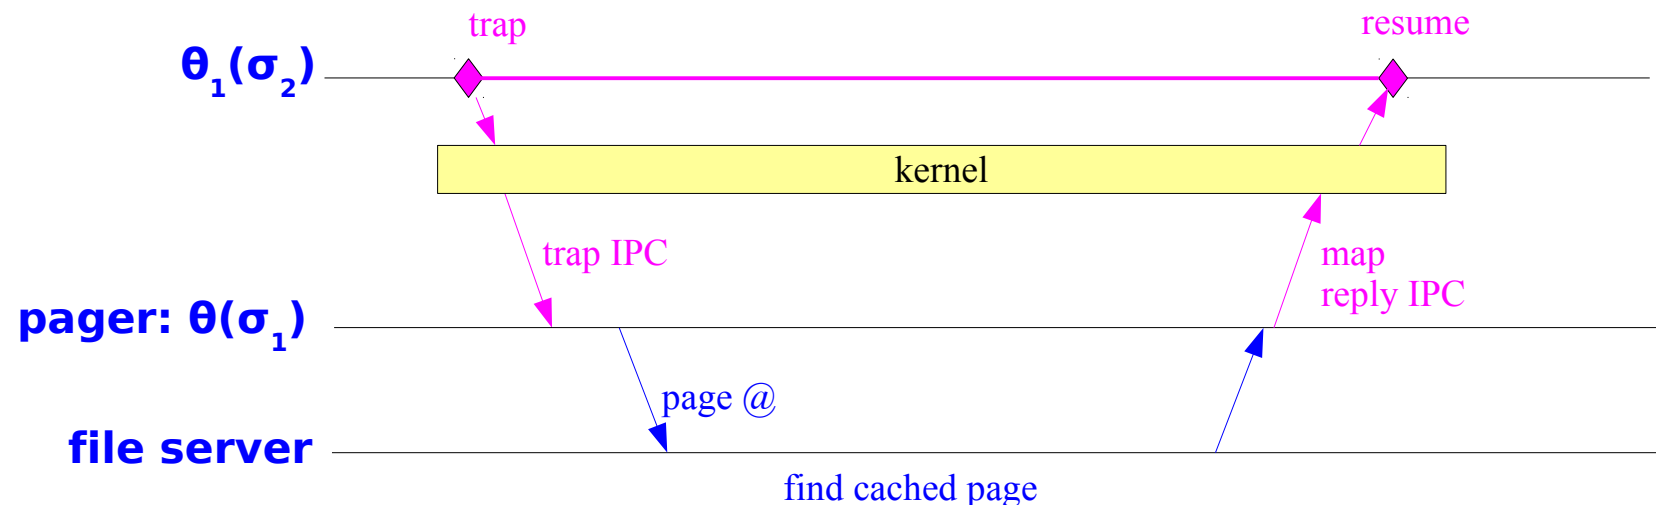 trap
resume
θ1(σ2)
kernel
trap IPC
map
reply IPC
pager: θ(σ1)
page @
file server
find cached page